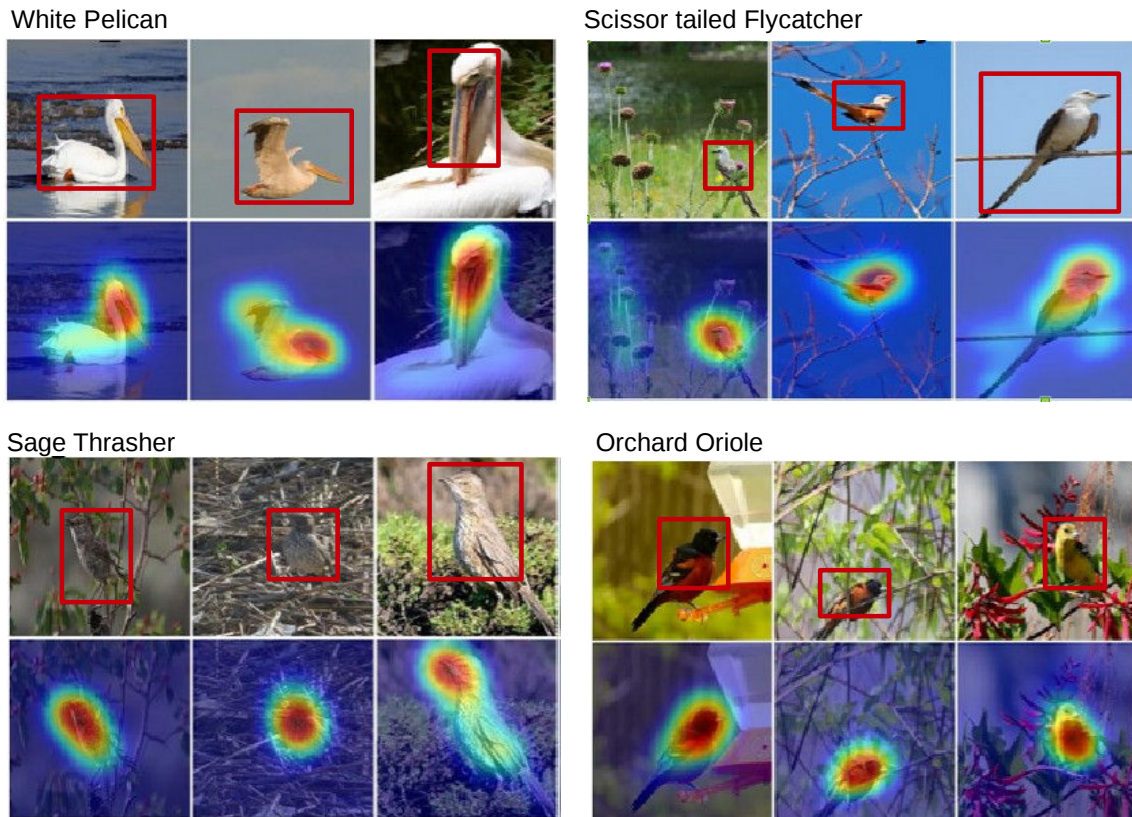 White Pelican
Scissor tailed Flycatcher
Sage Thrasher
Orchard Oriole